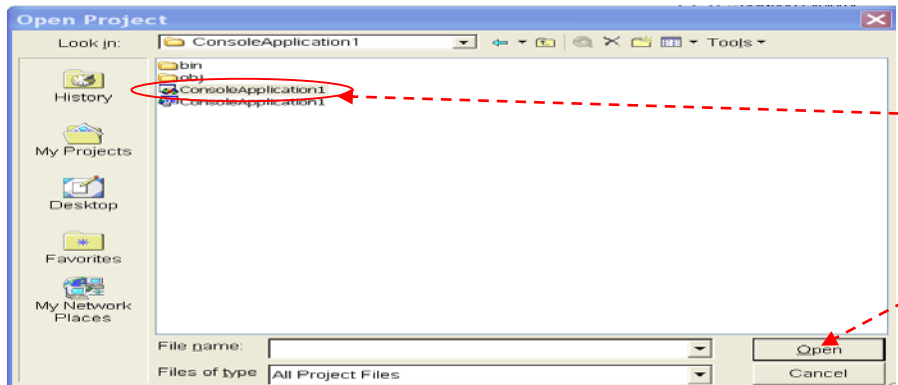 Open Project
Look in: ConsoleApplication1 Tools
bin
obj
ConsoleApplication1
ConsoleApplication1
History
My Projects
Desktop
Favorites
My Network
Places
File name: Open
Files of type All Project Files Cancel